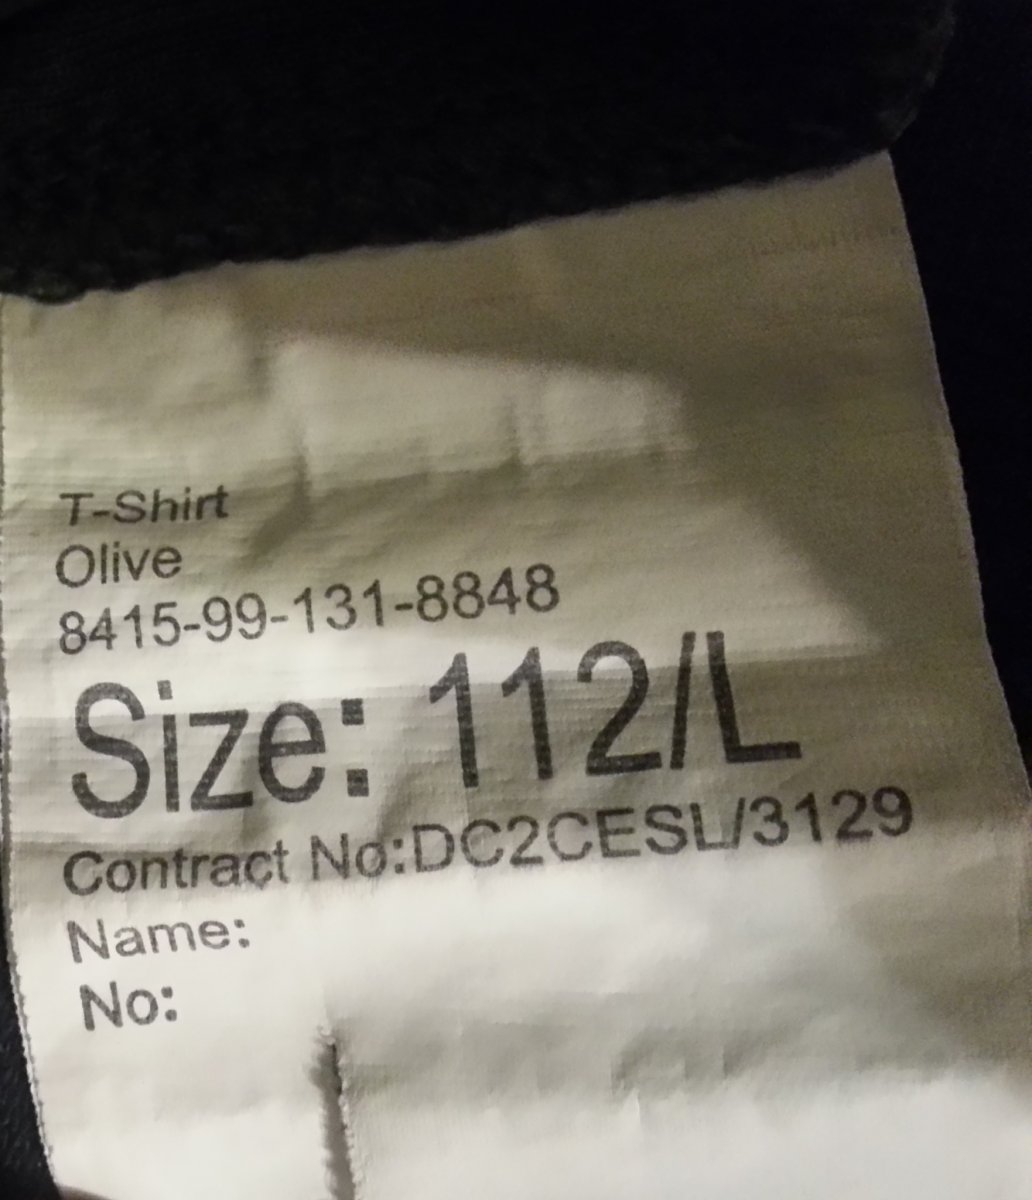 T-Shirt
Olive
8415-99-131-8848
Size: 112/L
Contract No:DC2CESL/3129
Name:
No: